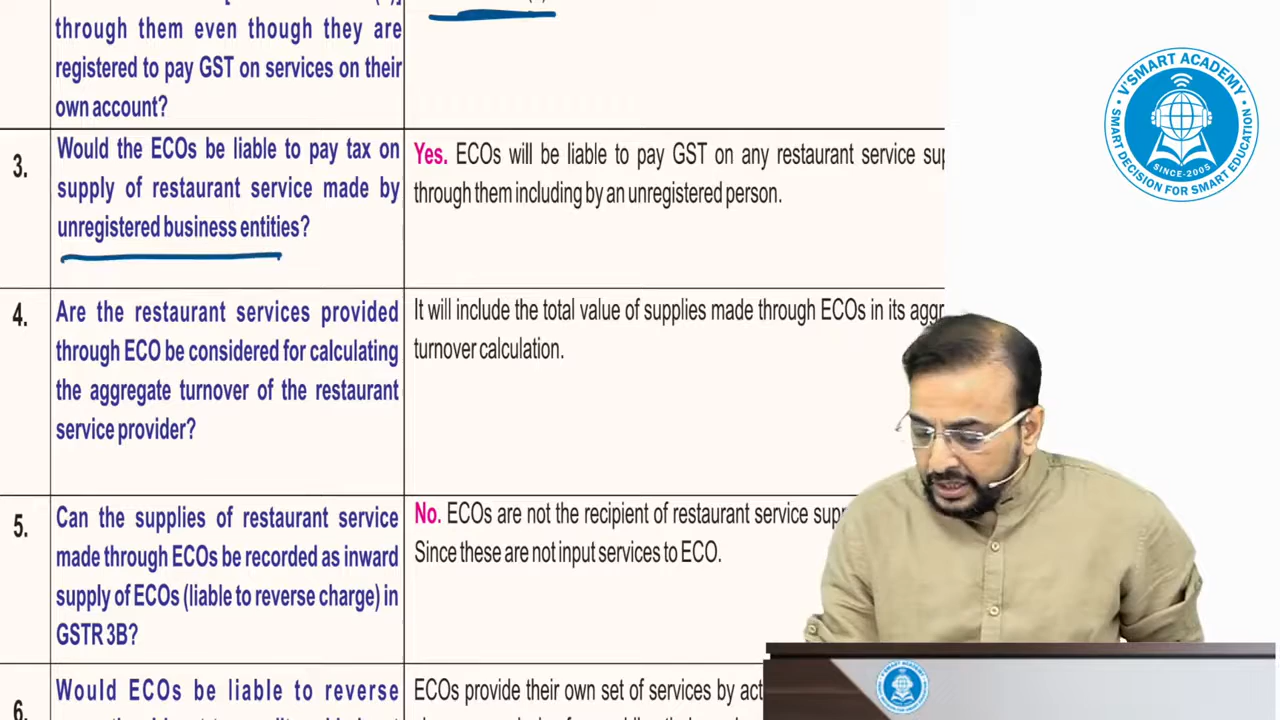 through them even though they are
registered to pay GST on services on their
own account?
3.
Would the ECOs be liable to pay tax on
supply of restaurant service made by
unregistered business entities?
Yes. ECOs will be liable to pay GST on any restaurant service
through them including by an unregistered person.
4.
Are the restaurant services provided
through ECO be considered for calculating
the aggregate turnover of the restaurant
service provider?
It will include the total value of supplies made through ECOs in its
turnover calculation.
5.
Can the supplies of restaurant service
made through ECOs be recorded as inward
supply of ECOs (liable to reverse charge) in
GSTR 3B?
No. ECOs are not the recipient of restaurant service
Since these are not input services to ECO.
6.
Would ECOs be liable to reverse
ECOs provide their own set of services by
V'SMART ACADEMY
SINCE-2005
SMART DECISION FOR SMART EDUCATION